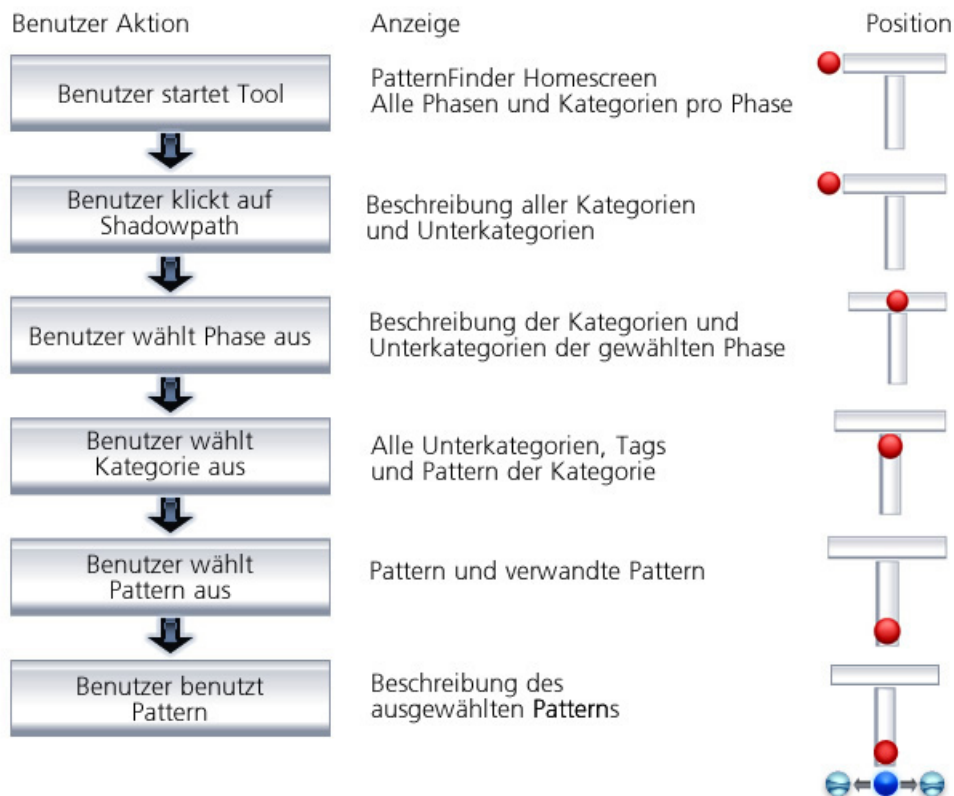 Benutzer Aktion
Anzeige
Position
Benutzer startet Tool
PatternFinder Homescreen
Alle Phasen und Kategorien pro Phase
Benutzer klickt auf
Shadowpath
Beschreibung aller Kategorien
und Unterkategorien
Benutzer wählt Phase aus
Beschreibung der Kategorien und
Unterkategorien der gewählten Phase
Benutzer wählt
Kategorie aus
Alle Unterkategorien, Tags
und Pattern der Kategorie
Benutzer wählt
Pattern aus
Pattern und verwandte Pattern
Benutzer benutzt
Pattern
Beschreibung des
ausgewählten Patterns